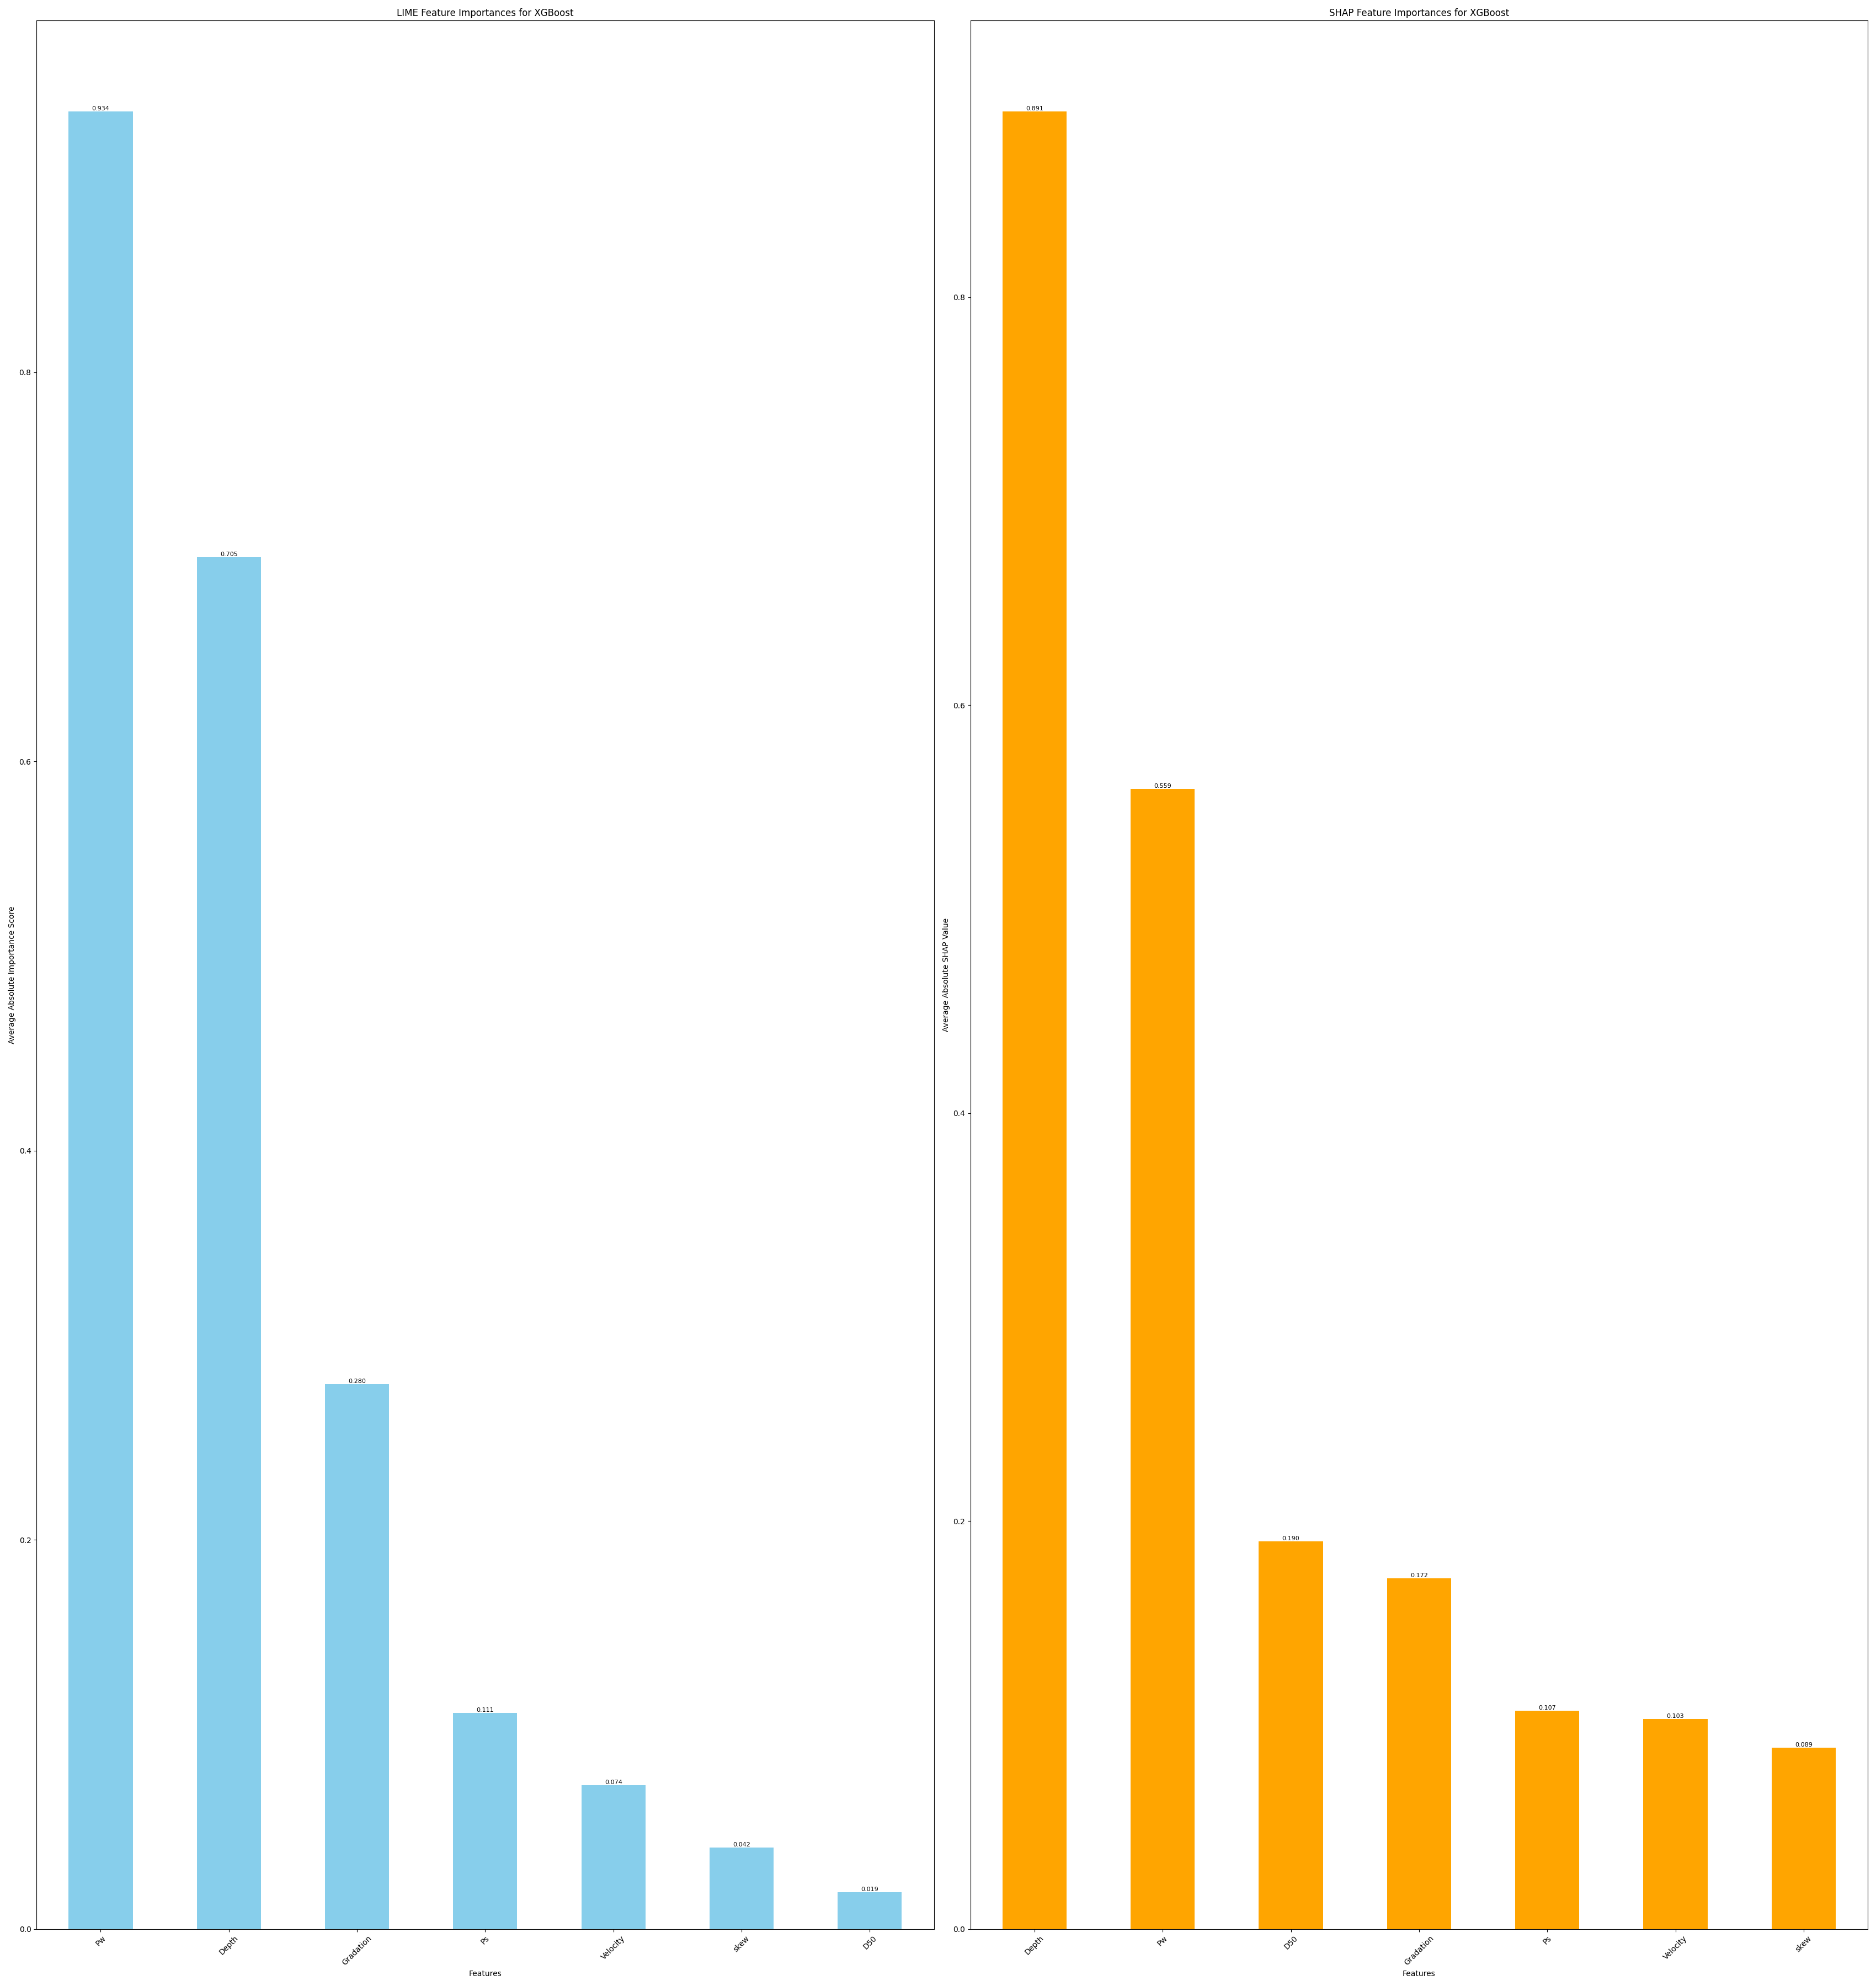 LIME Feature Importances for XGBoost
Average Absolute Importance Score
0.8
0.6
0.4
0.2
0.0
0.934
0.705
0.280
0.111
0.074
0.042
0.019
Pw
Depth
Gradation
Ps
Velocity
skew
D50
Features
SHAP Feature Importances for XGBoost
Average Absolute SHAP Value
0.8
0.6
0.4
0.2
0.0
0.891
0.559
0.190
0.172
0.107
0.103
0.089
Depth
Pw
D50
Gradation
Ps
Velocity
skew
Features